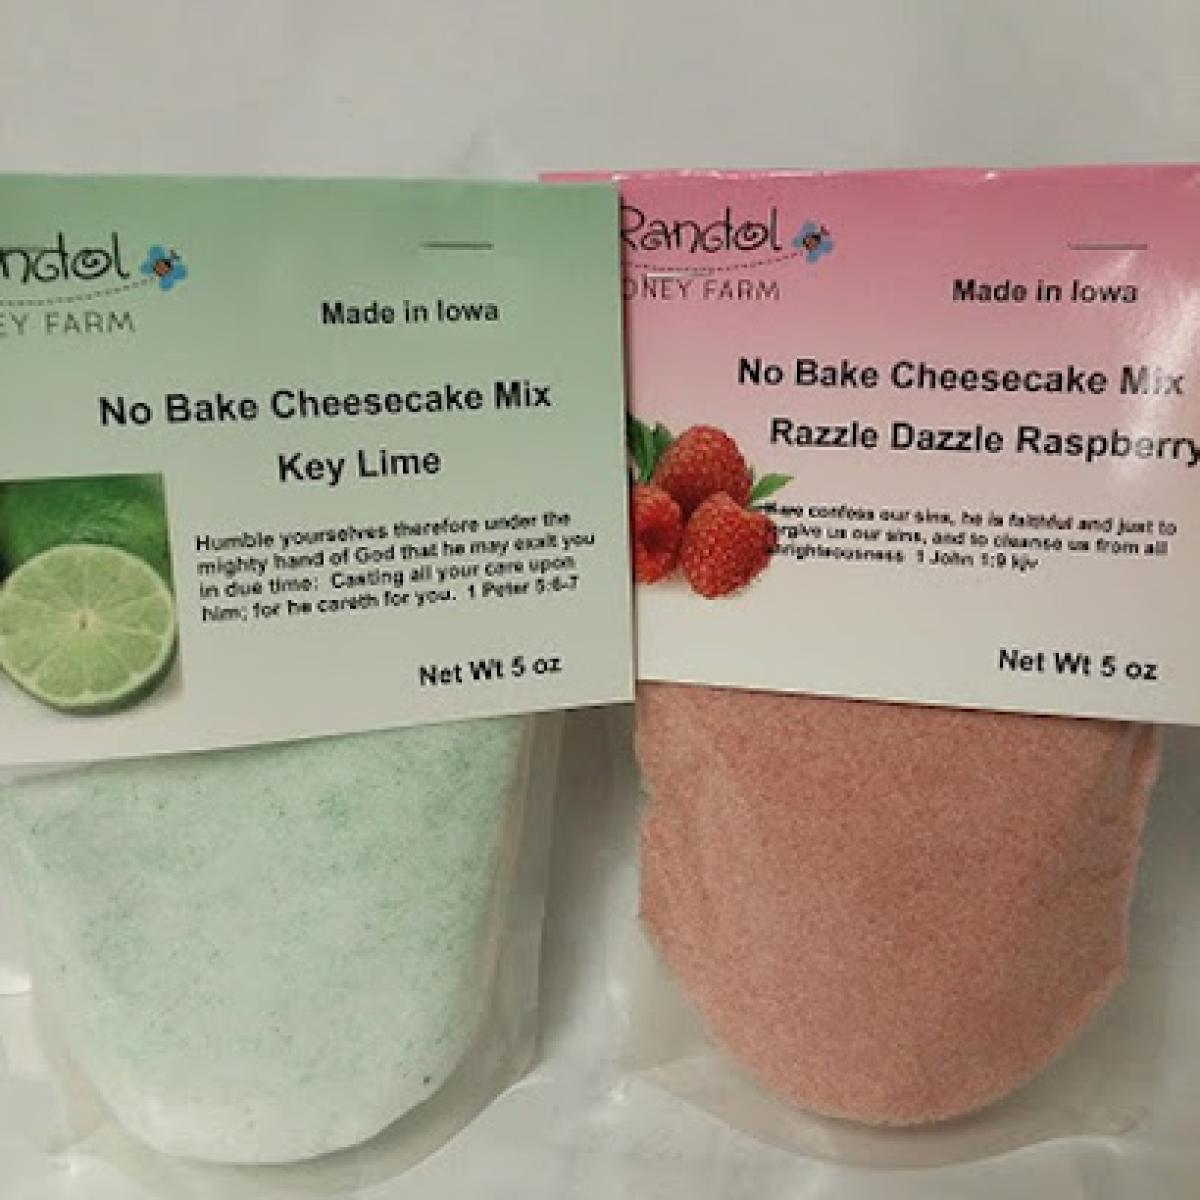 ndol
EY FARM
Made in Iowa
No Bake Cheesecake Mix
Key Lime
Humble yourselves therefore under the
mighty hand of God that he may exalt you
in due time: Casting all your care upon
him; for he careth for you. 1 Peter 5:6-7
Net Wt 5 oz
Randol
ONEY FARM
Made in Iowa
No Bake Cheesecake Mix
Razzle Dazzle Raspberry
we confess our sins, he is faithful and just to
rgive us our sins, and to cleanse us from all
nrighteousness 1 John 1:9 kjv
Net Wt 5 oz